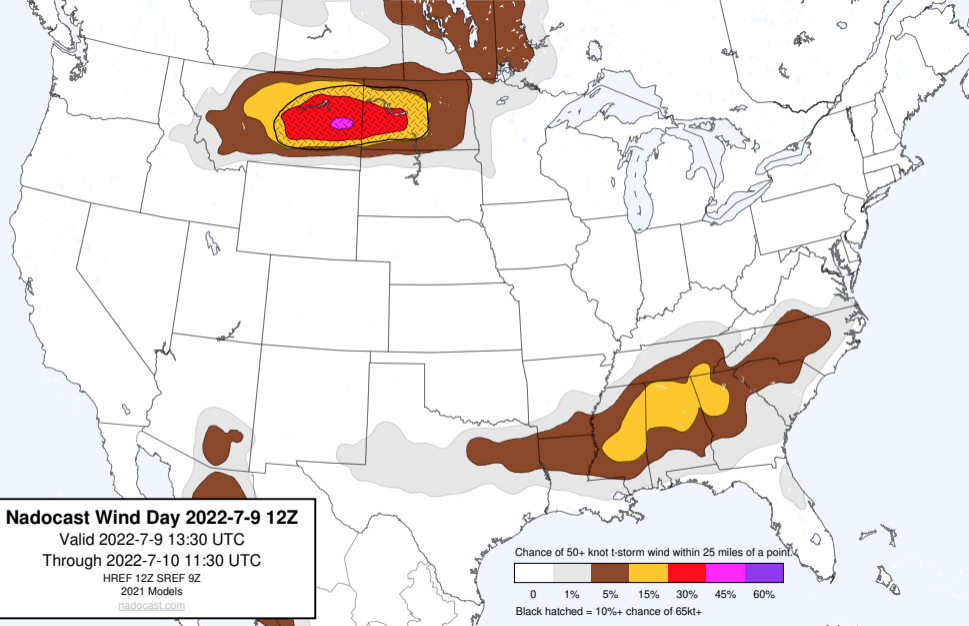 Nadocast Wind Day 2022-7-9 12Z
Valid 2022-7-9 13:30 UTC
Through 2022-7-10 11:30 UTC
HREF 12Z SREF 9Z
2021 Models
nadocast.com
Chance of 50+ knot t-storm wind within 25 miles of a point.
0 1% 5% 15% 30% 45% 60%
Black hatched = 10%+ chance of 65kt+